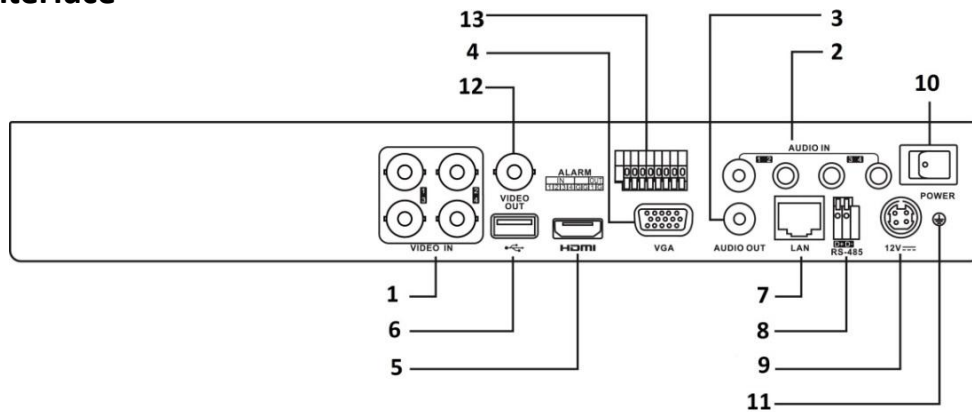 13
3
4
2
12
10
AUDIO IN
1 2
3 4
ALARM
IN OUT
VIDEO
OUT
POWER
VIDEO IN
HDMI
VGA
AUDIO OUT
LAN
D+ D-
RS-485
12V
1
7
6
8
5
9
11